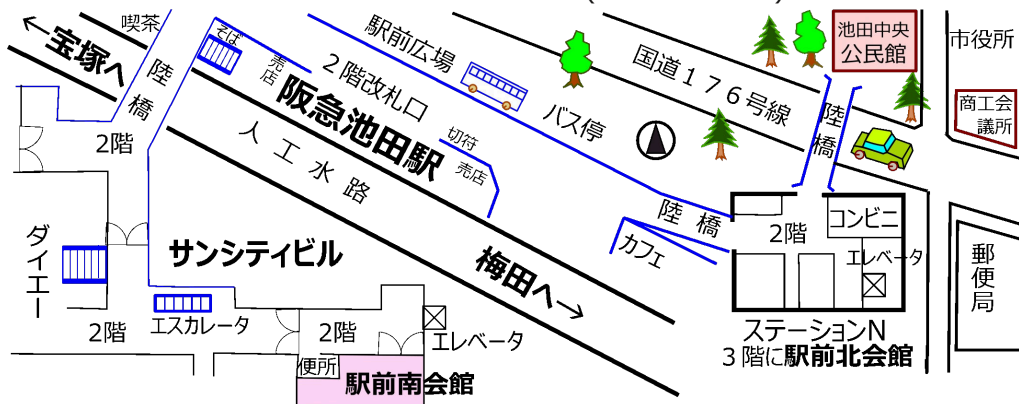 喫茶
←宝塚へ
陸橋
そば
売店
2階改札口
阪急池田駅
切符
売店
駅前広場
バス停
国道176号線
池田中央
公民館
市役所
商工会
議所
陸橋
2階
人工水路
梅田へ→
陸橋
カフェ
2階
コンビニ
エレベータ
郵便局
ステーションN
3階に駅前北会館
ダイエー
サンシティビル
エスカレータ
2階
2階
エレベータ
便所
駅前南会館